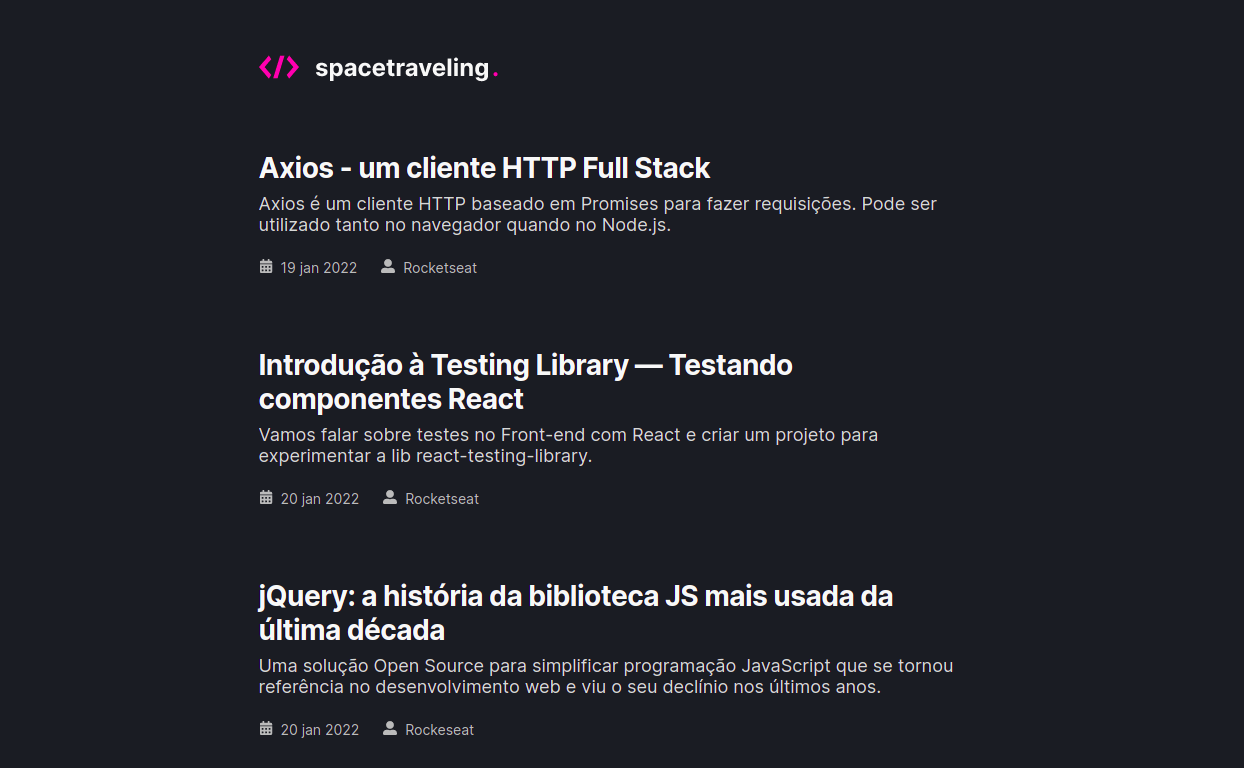 </> spacetraveling.
Axios - um cliente HTTP Full Stack
Axios é um cliente HTTP baseado em Promises para fazer requisições. Pode ser
utilizado tanto no navegador quando no Node.js.
19 jan 2022 Rocketseat
Introdução à Testing Library — Testando
componentes React
Vamos falar sobre testes no Front-end com React e criar um projeto para
experimentar a lib react-testing-library.
20 jan 2022 Rocketseat
jQuery: a história da biblioteca JS mais usada da
última década
Uma solução Open Source para simplificar programação JavaScript que se tornou
referência no desenvolvimento web e viu o seu declínio nos últimos anos.
20 jan 2022 Rockeseat